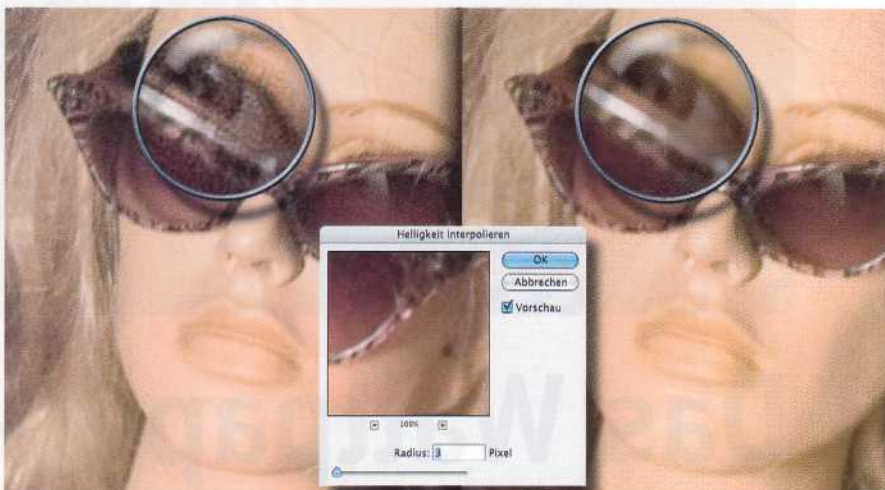 Helligkeit interpolieren
OK
Abbrechen
Vorschau
100%
Radius: 3 Pixel